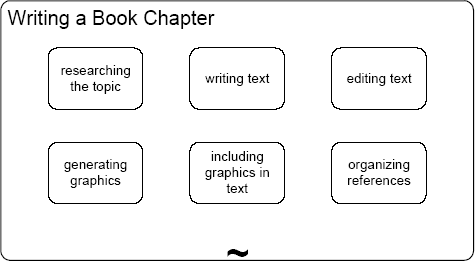 Writing a Book Chapter
researching
the topic
writing text
editing text
generating
graphics
including
graphics in
text
organizing
references
~